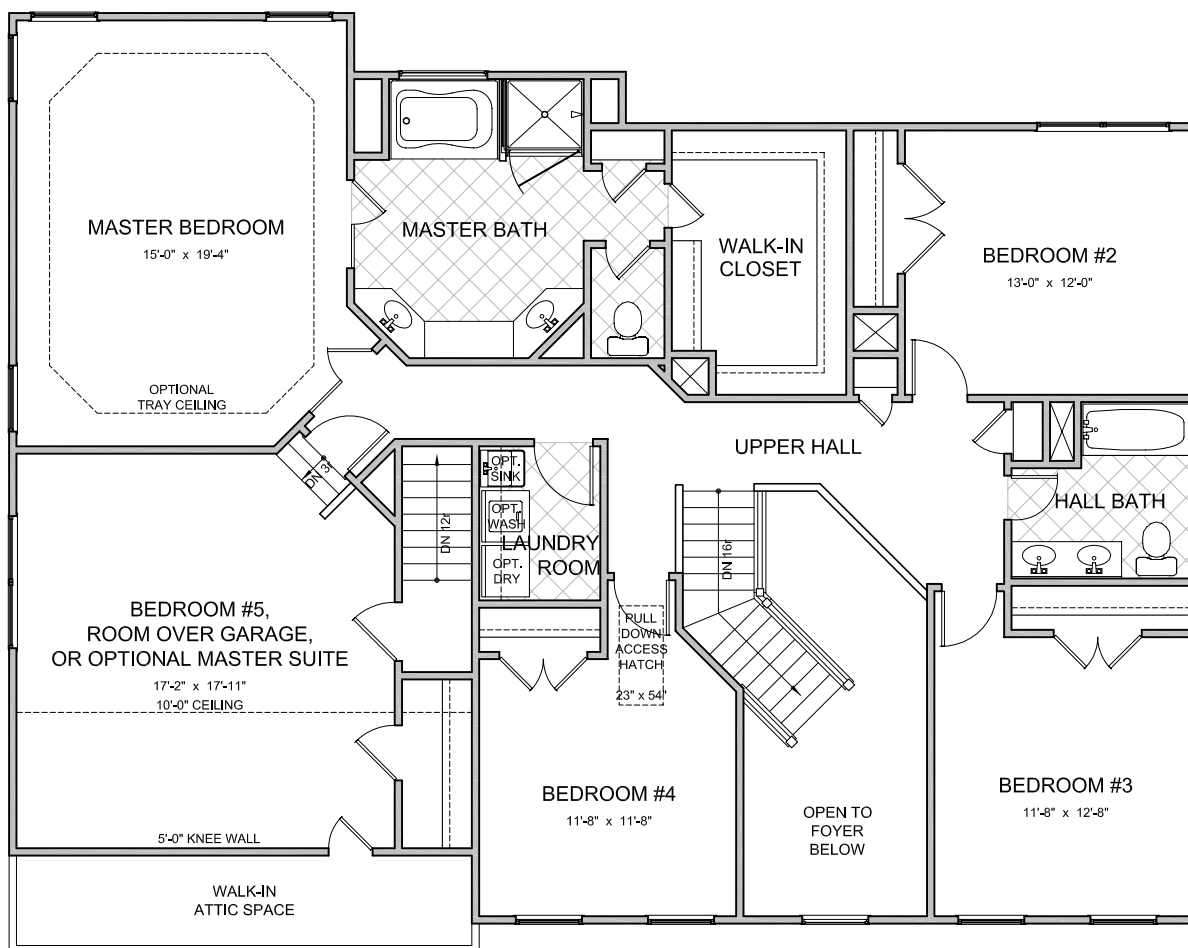 MASTER BEDROOM
15'-0" x 19'-4"
OPTIONAL
TRAY CEILING
MASTER BATH
WALK-IN
CLOSET
BEDROOM #2
13'-0" x 12'-0"
UPPER HALL
HALL BATH
DN 3r
DN 12r
OPT.
SINK
OPT.
WASH
OPT.
DRY
LAUNDRY
ROOM
DN 16r
BEDROOM #5,
ROOM OVER GARAGE,
OR OPTIONAL MASTER SUITE
17'-2" x 17'-11"
10'-0" CEILING
5'-0" KNEE WALL
WALK-IN
ATTIC SPACE
PULL
DOWN
ACCESS
HATCH
23" x 54"
BEDROOM #4
11'-8" x 11'-8"
OPEN TO
FOYER
BELOW
BEDROOM #3
11'-8" x 12'-8"